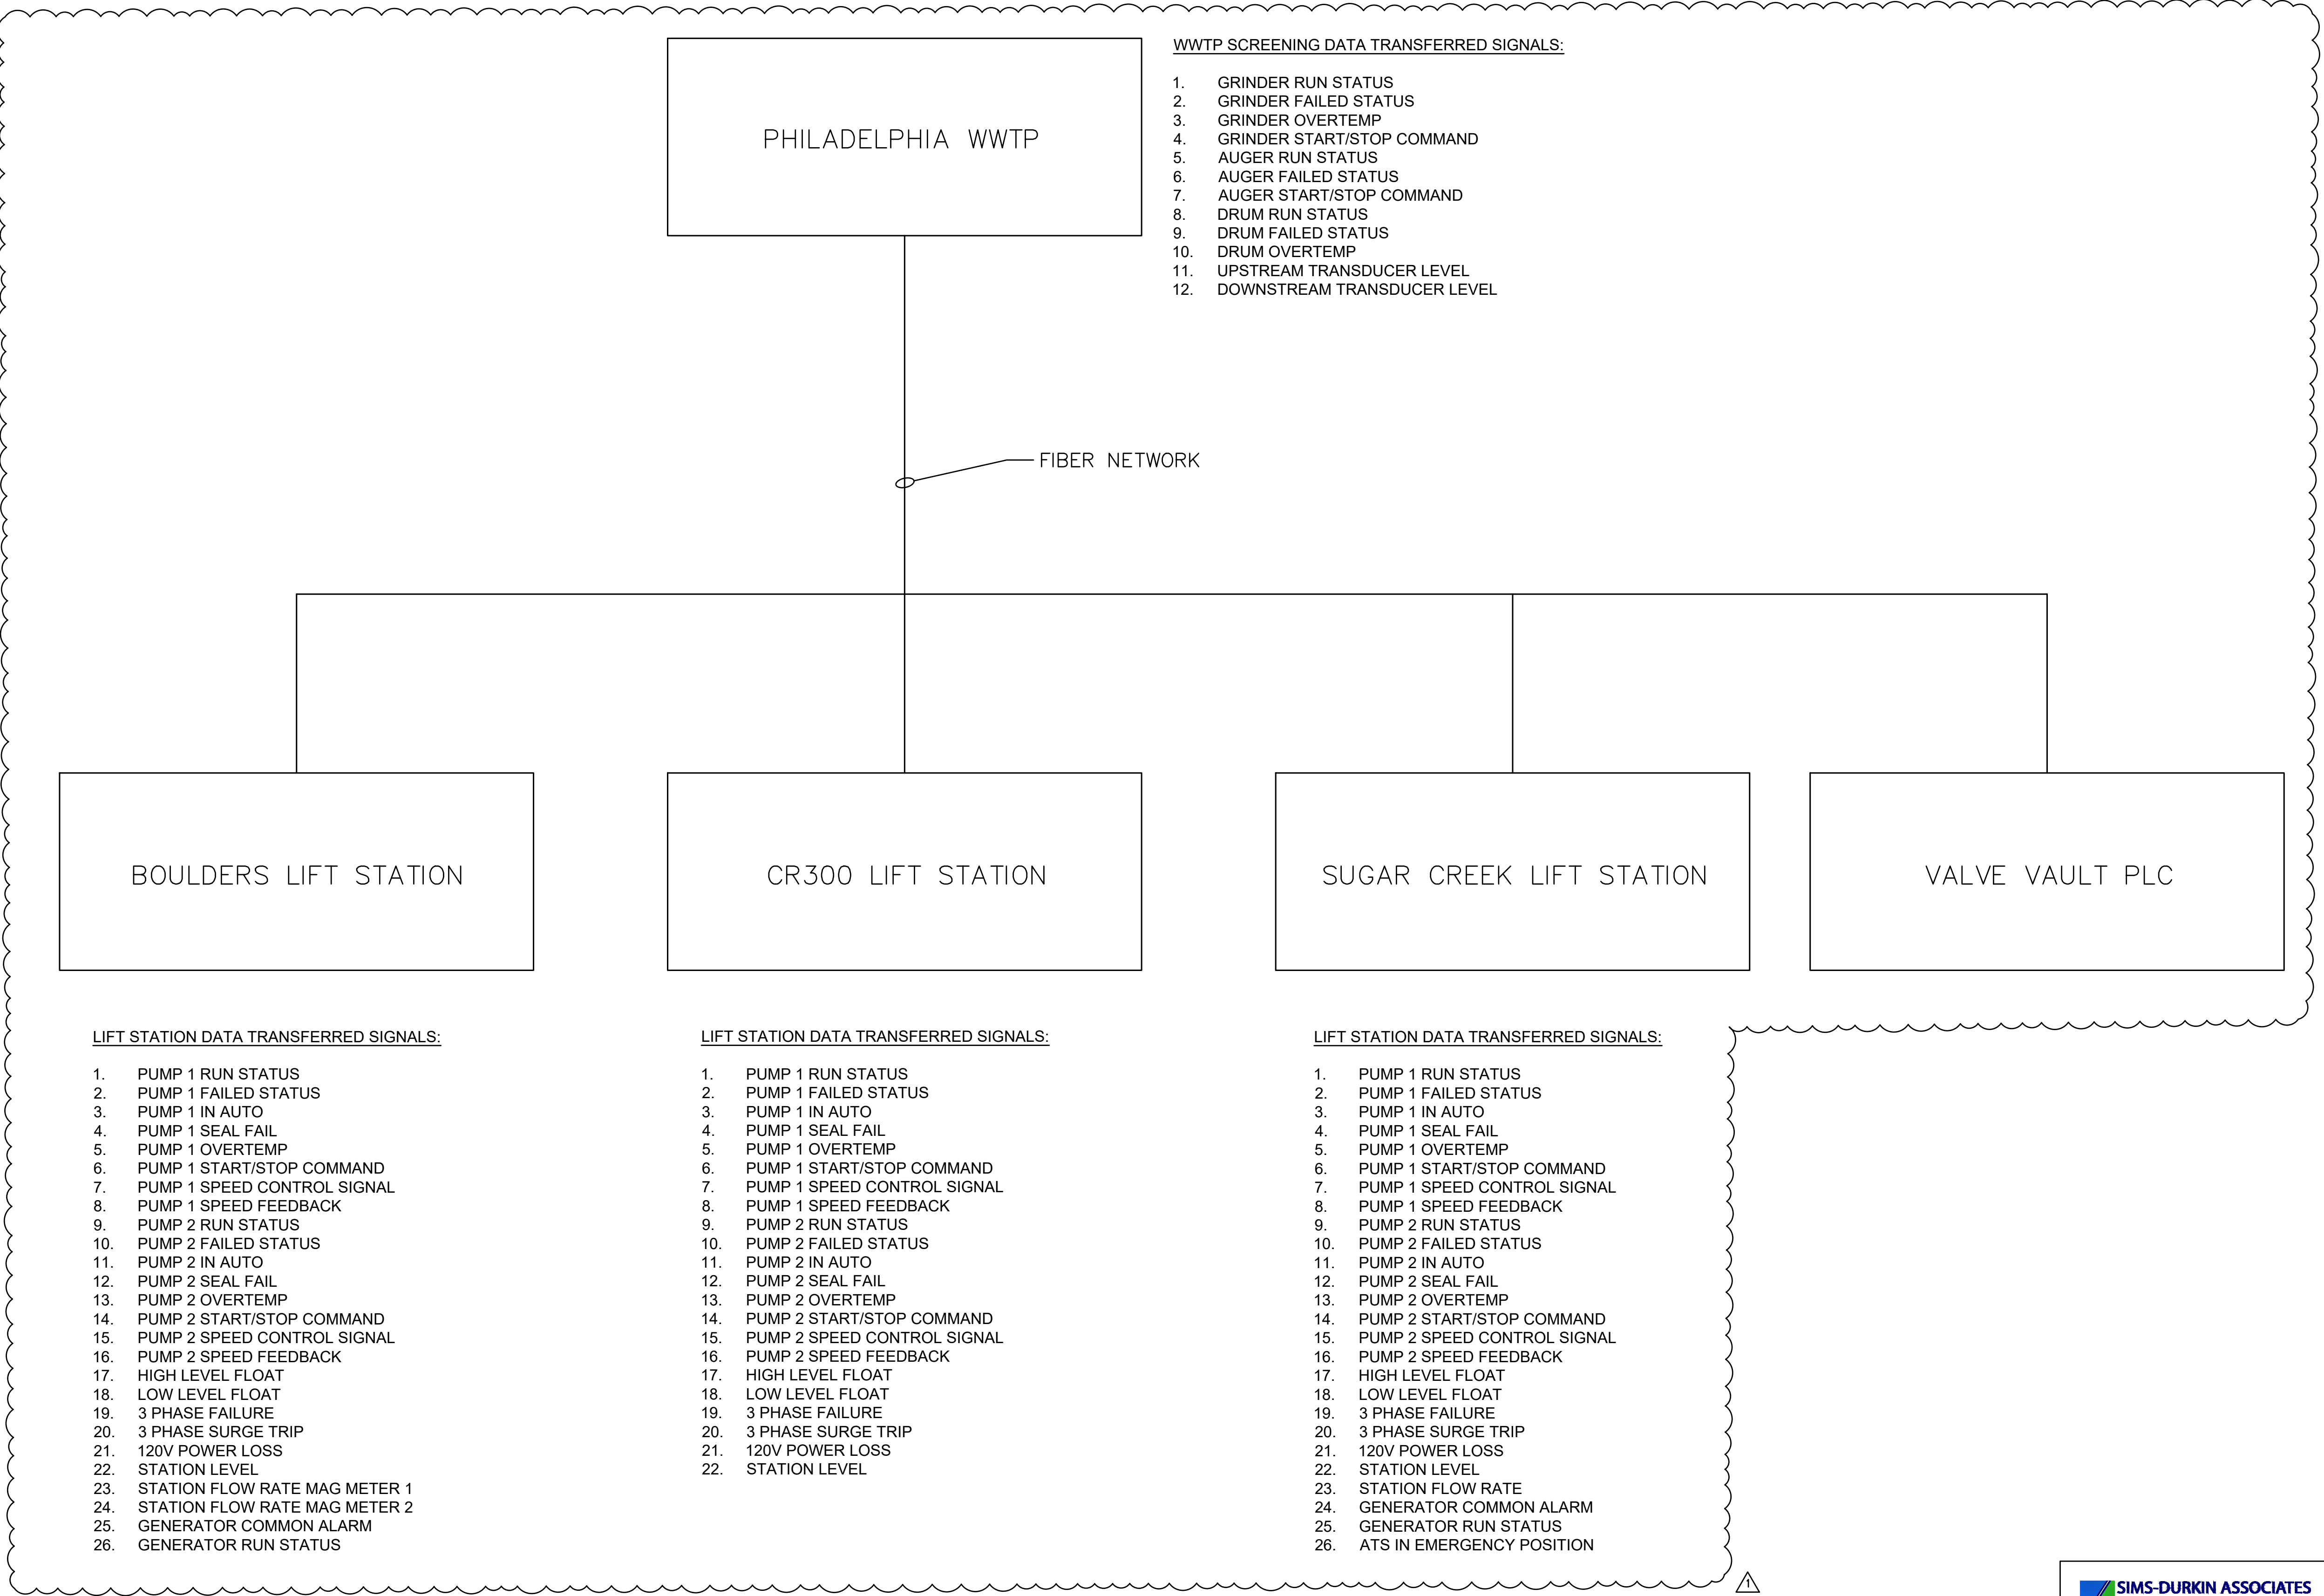 WWTP SCREENING DATA TRANSFERRED SIGNALS:
1. GRINDER RUN STATUS
2. GRINDER FAILED STATUS
3. GRINDER OVERTEMP
4. GRINDER START/STOP COMMAND
5. AUGER RUN STATUS
6. AUGER FAILED STATUS
7. AUGER START/STOP COMMAND
8. DRUM RUN STATUS
9. DRUM FAILED STATUS
10. DRUM OVERTEMP
11. UPSTREAM TRANSDUCER LEVEL
12. DOWNSTREAM TRANSDUCER LEVEL
PHILADELPHIA WWTP
FIBER NETWORK
BOULDERS LIFT STATION
CR300 LIFT STATION
SUGAR CREEK LIFT STATION
VALVE VAULT PLC
LIFT STATION DATA TRANSFERRED SIGNALS:
1. PUMP 1 RUN STATUS
2. PUMP 1 FAILED STATUS
3. PUMP 1 IN AUTO
4. PUMP 1 SEAL FAIL
5. PUMP 1 OVERTEMP
6. PUMP 1 START/STOP COMMAND
7. PUMP 1 SPEED CONTROL SIGNAL
8. PUMP 1 SPEED FEEDBACK
9. PUMP 2 RUN STATUS
10. PUMP 2 FAILED STATUS
11. PUMP 2 IN AUTO
12. PUMP 2 SEAL FAIL
13. PUMP 2 OVERTEMP
14. PUMP 2 START/STOP COMMAND
15. PUMP 2 SPEED CONTROL SIGNAL
16. PUMP 2 SPEED FEEDBACK
17. HIGH LEVEL FLOAT
18. LOW LEVEL FLOAT
19. 3 PHASE FAILURE
20. 3 PHASE SURGE TRIP
21. 120V POWER LOSS
22. STATION LEVEL
23. STATION FLOW RATE MAG METER 1
24. STATION FLOW RATE MAG METER 2
25. GENERATOR COMMON ALARM
26. GENERATOR RUN STATUS
LIFT STATION DATA TRANSFERRED SIGNALS:
1. PUMP 1 RUN STATUS
2. PUMP 1 FAILED STATUS
3. PUMP 1 IN AUTO
4. PUMP 1 SEAL FAIL
5. PUMP 1 OVERTEMP
6. PUMP 1 START/STOP COMMAND
7. PUMP 1 SPEED CONTROL SIGNAL
8. PUMP 1 SPEED FEEDBACK
9. PUMP 2 RUN STATUS
10. PUMP 2 FAILED STATUS
11. PUMP 2 IN AUTO
12. PUMP 2 SEAL FAIL
13. PUMP 2 OVERTEMP
14. PUMP 2 START/STOP COMMAND
15. PUMP 2 SPEED CONTROL SIGNAL
16. PUMP 2 SPEED FEEDBACK
17. HIGH LEVEL FLOAT
18. LOW LEVEL FLOAT
19. 3 PHASE FAILURE
20. 3 PHASE SURGE TRIP
21. 120V POWER LOSS
22. STATION LEVEL
LIFT STATION DATA TRANSFERRED SIGNALS:
1. PUMP 1 RUN STATUS
2. PUMP 1 FAILED STATUS
3. PUMP 1 IN AUTO
4. PUMP 1 SEAL FAIL
5. PUMP 1 OVERTEMP
6. PUMP 1 START/STOP COMMAND
7. PUMP 1 SPEED CONTROL SIGNAL
8. PUMP 1 SPEED FEEDBACK
9. PUMP 2 RUN STATUS
10. PUMP 2 FAILED STATUS
11. PUMP 2 IN AUTO
12. PUMP 2 SEAL FAIL
13. PUMP 2 OVERTEMP
14. PUMP 2 START/STOP COMMAND
15. PUMP 2 SPEED CONTROL SIGNAL
16. PUMP 2 SPEED FEEDBACK
17. HIGH LEVEL FLOAT
18. LOW LEVEL FLOAT
19. 3 PHASE FAILURE
20. 3 PHASE SURGE TRIP
21. 120V POWER LOSS
22. STATION LEVEL
23. STATION FLOW RATE
24. GENERATOR COMMON ALARM
25. GENERATOR RUN STATUS
26. ATS IN EMERGENCY POSITION
1
SIMS-DURKIN ASSOCIATES